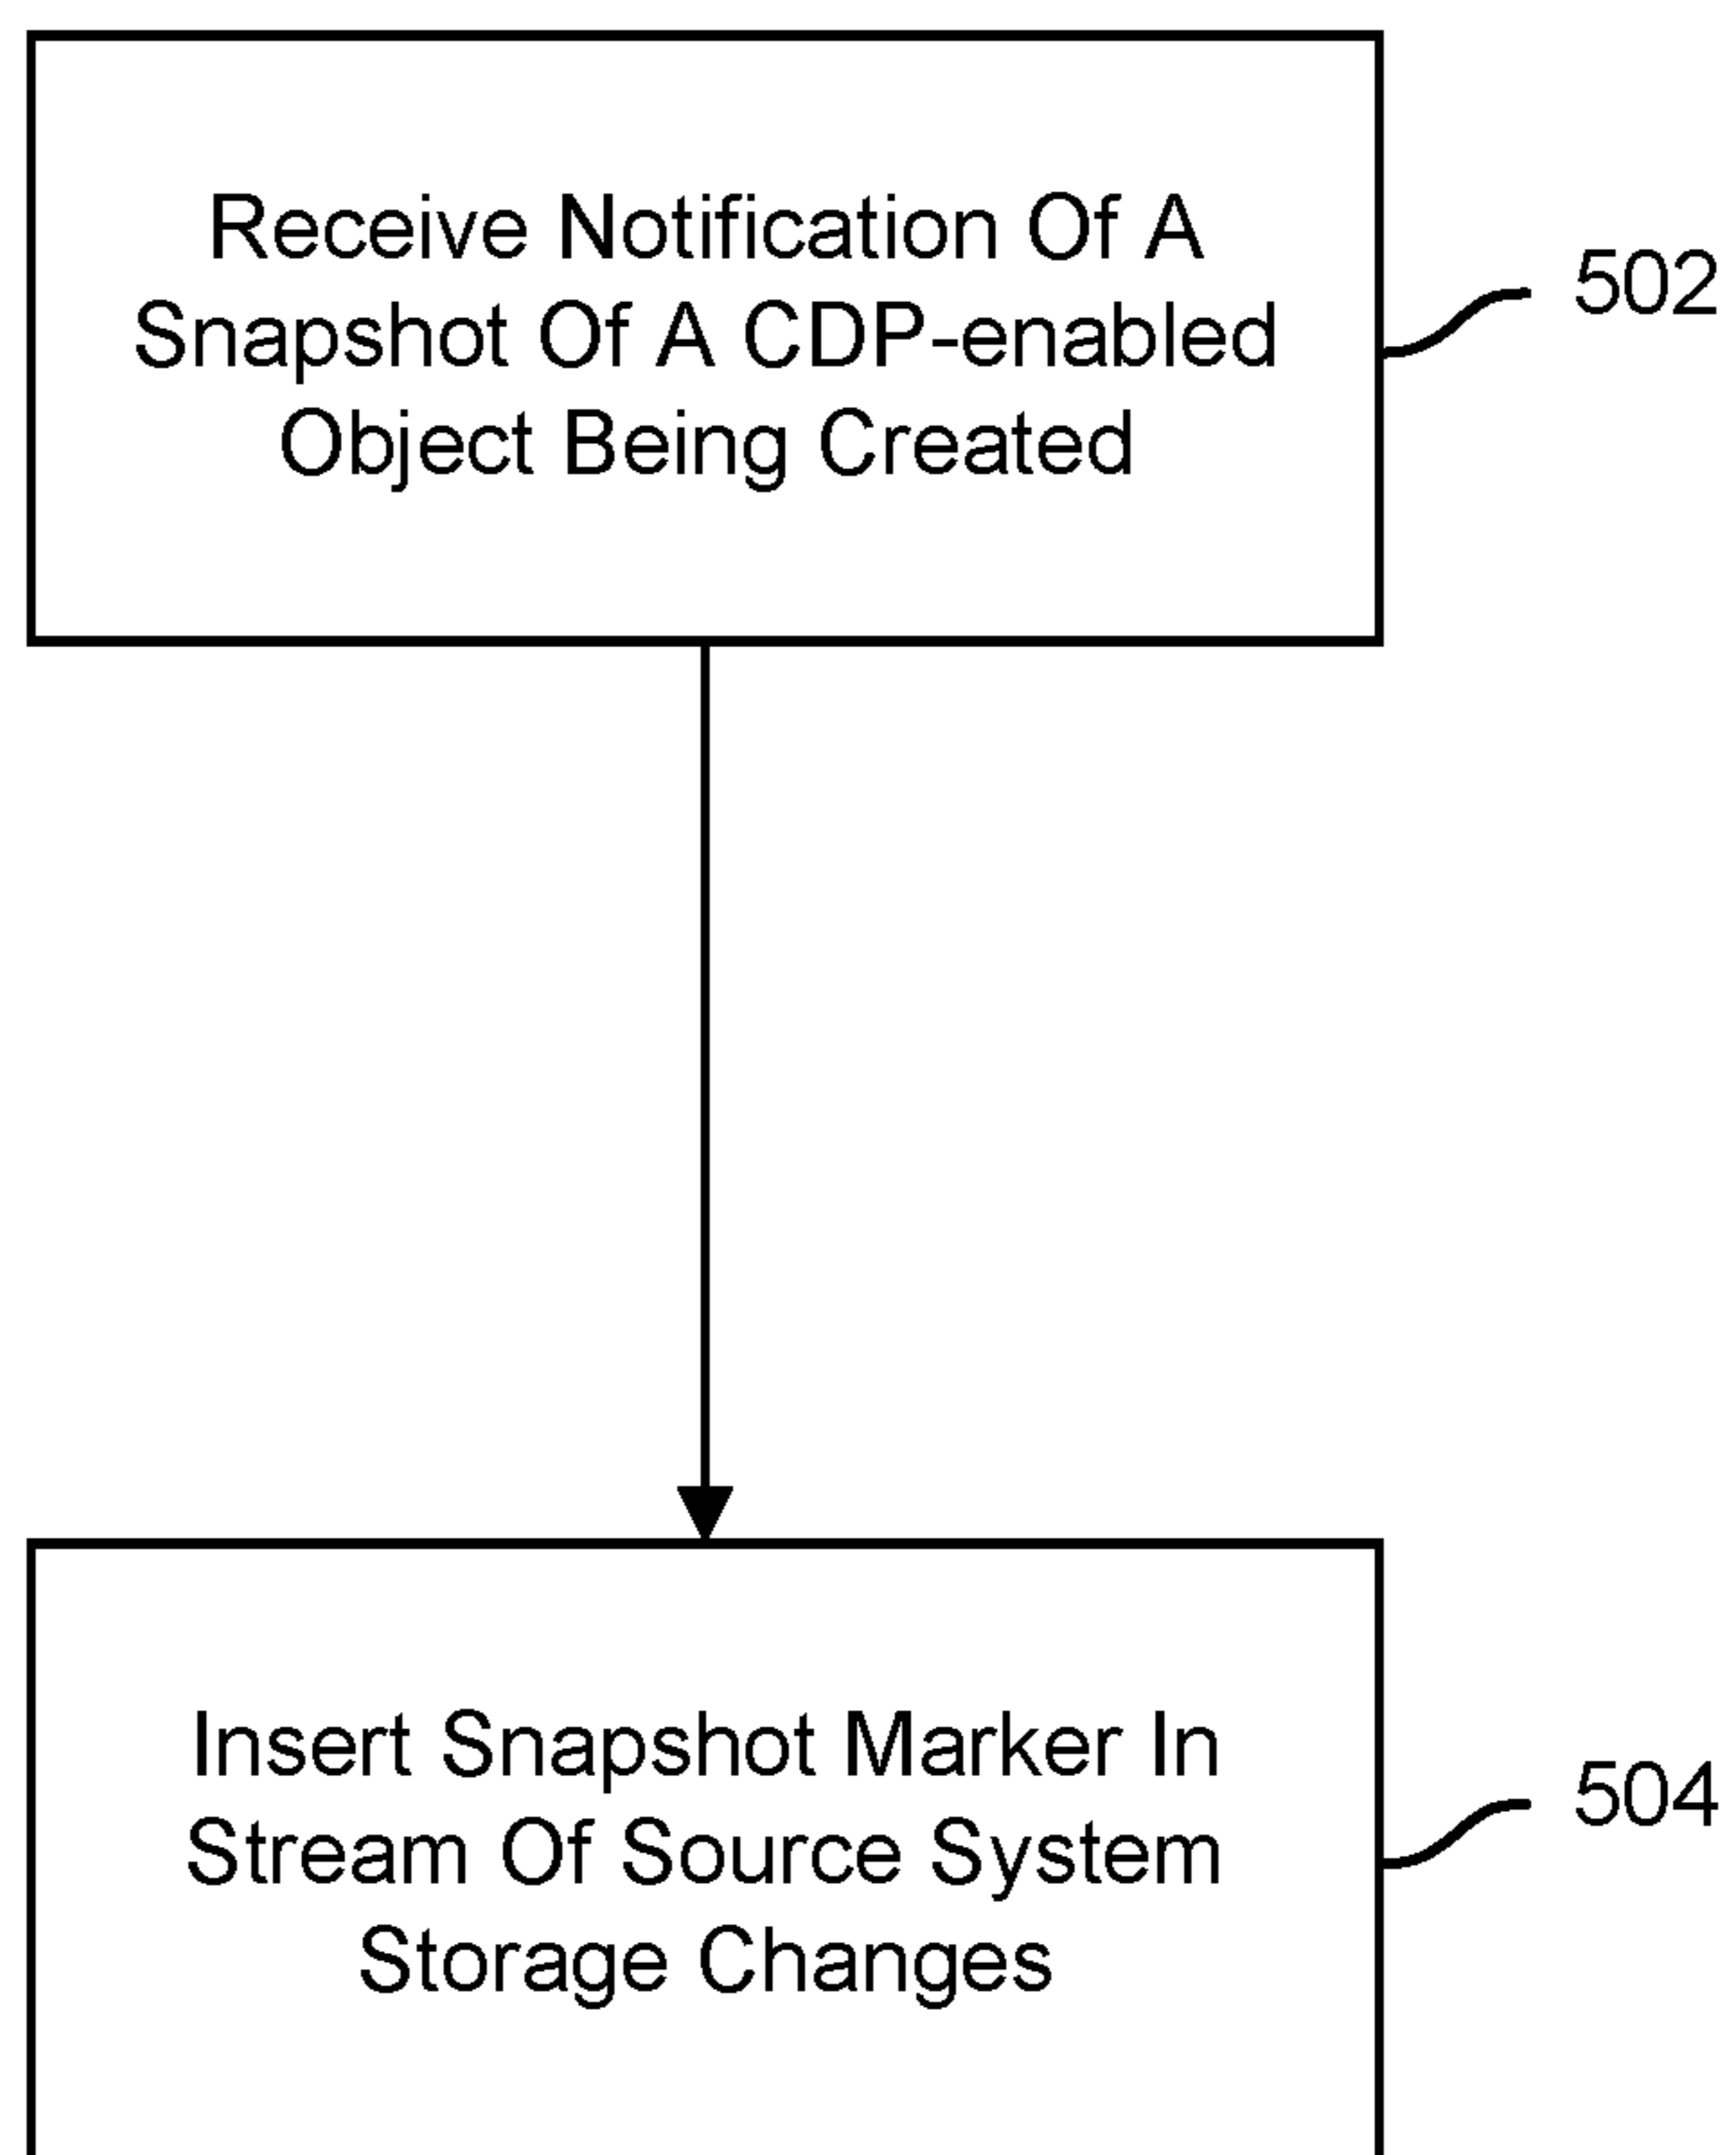 Receive Notification Of A
Snapshot Of A CDP-enabled
Object Being Created
502
Insert Snapshot Marker In
Stream Of Source System
Storage Changes
504